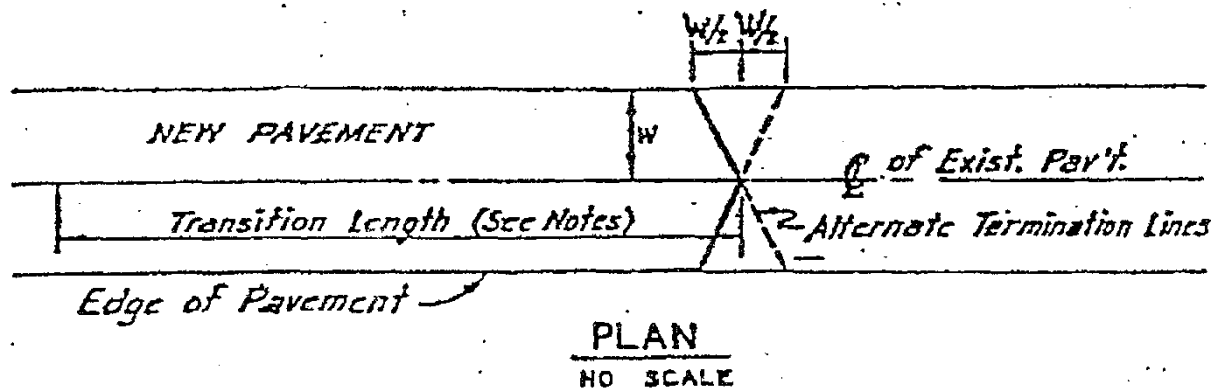 W/2 W/2
NEW PAVEMENT
W
℄ of Exist. Pav't.
Transition Length (See Notes)
Alternate Termination Lines
Edge of Pavement
PLAN
NO SCALE